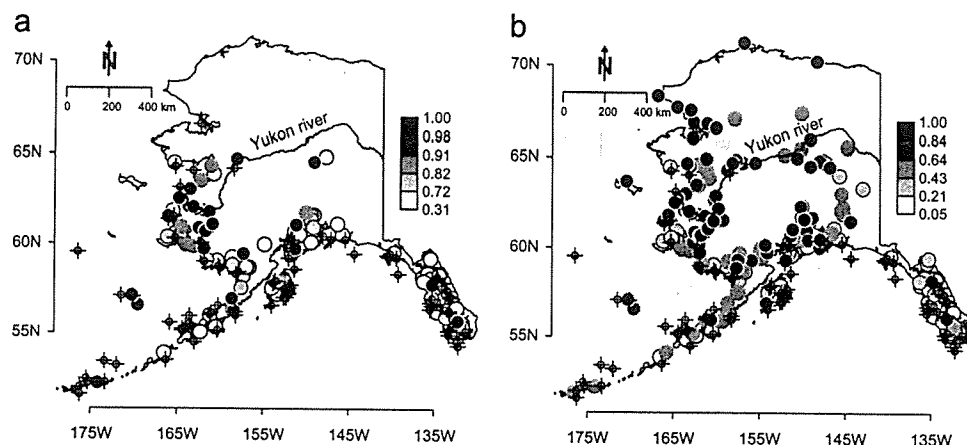 a
70N
65N
60N
55N
N
0 200 400 km
Yukon river
1.00
0.98
0.91
0.82
0.72
0.31
175W 165W 155W 145W 135W
b
70N
65N
60N
55N
N
0 200 400 km
Yukon river
1.00
0.84
0.64
0.43
0.21
0.05
175W 165W 155W 145W 135W